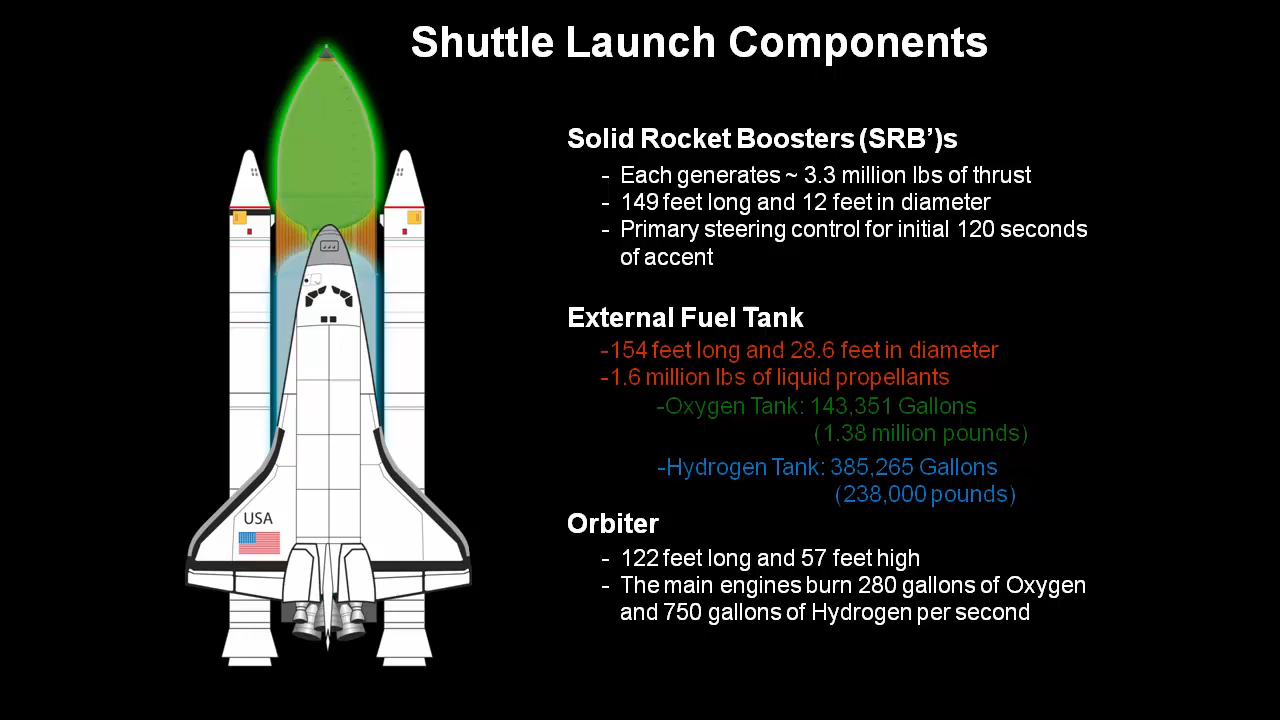 Shuttle Launch Components
Solid Rocket Boosters (SRB’)s
- Each generates ~ 3.3 million lbs of thrust
- 149 feet long and 12 feet in diameter
- Primary steering control for initial 120 seconds
of accent
External Fuel Tank
-154 feet long and 28.6 feet in diameter
-1.6 million lbs of liquid propellants
-Oxygen Tank: 143,351 Gallons
(1.38 million pounds)
-Hydrogen Tank: 385,265 Gallons
(238,000 pounds)
Orbiter
- 122 feet long and 57 feet high
- The main engines burn 280 gallons of Oxygen
and 750 gallons of Hydrogen per second
USA